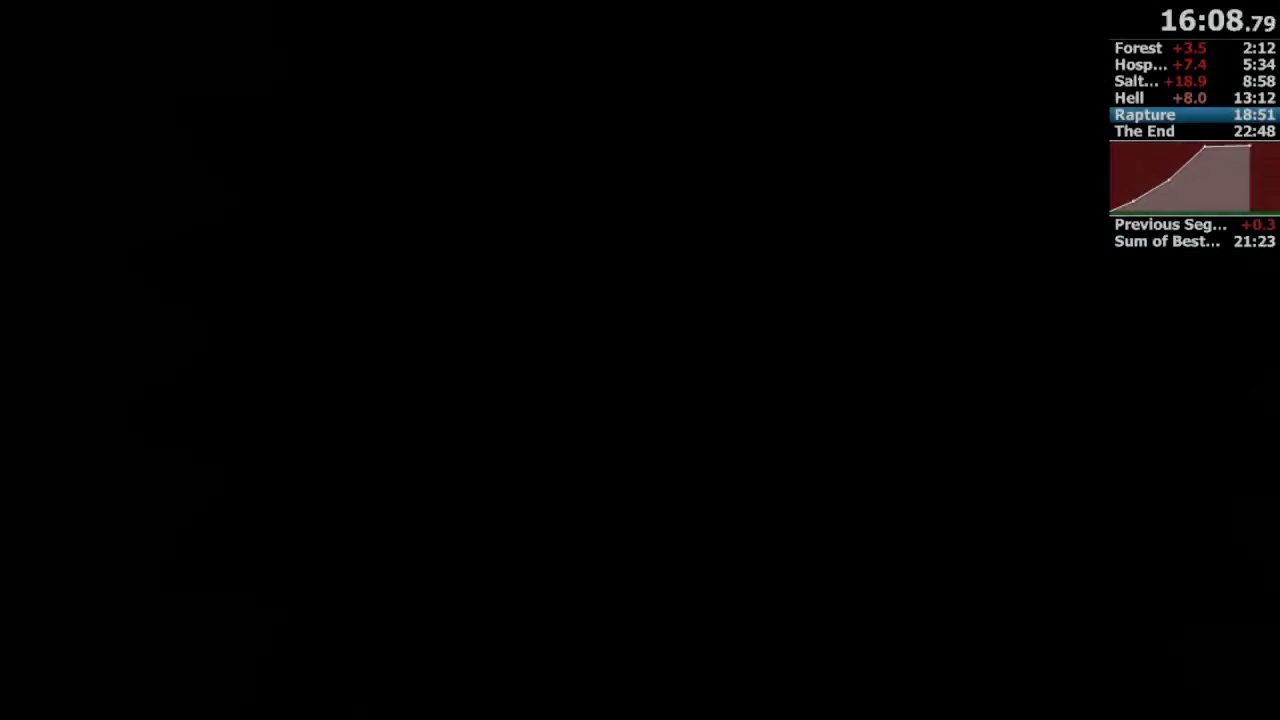 16:08.79
Forest +3.5 2:12
Hosp... +7.4 5:34
Salt... +18.9 8:58
Hell +8.0 13:12
Rapture 18:51
The End 22:48
Previous Seg... +0.3
Sum of Best... 21:23